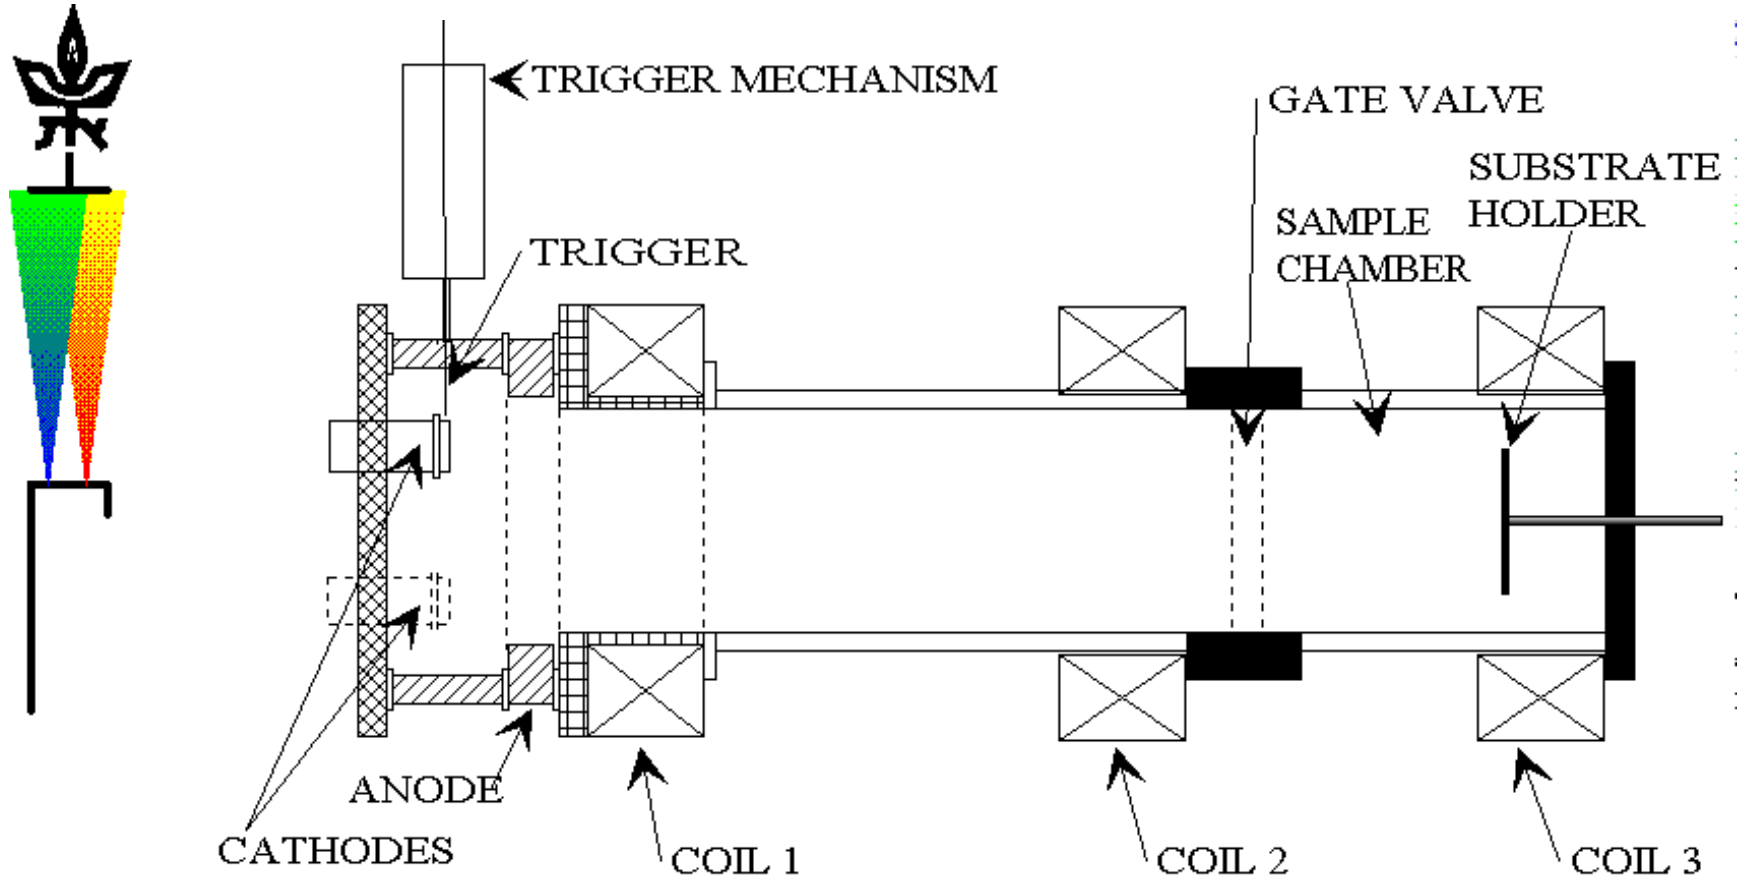 TRIGGER MECHANISM
GATE VALVE
SUBSTRATE
HOLDER
SAMPLE
CHAMBER
TRIGGER
ANODE
CATHODES
COIL 1
COIL 2
COIL 3